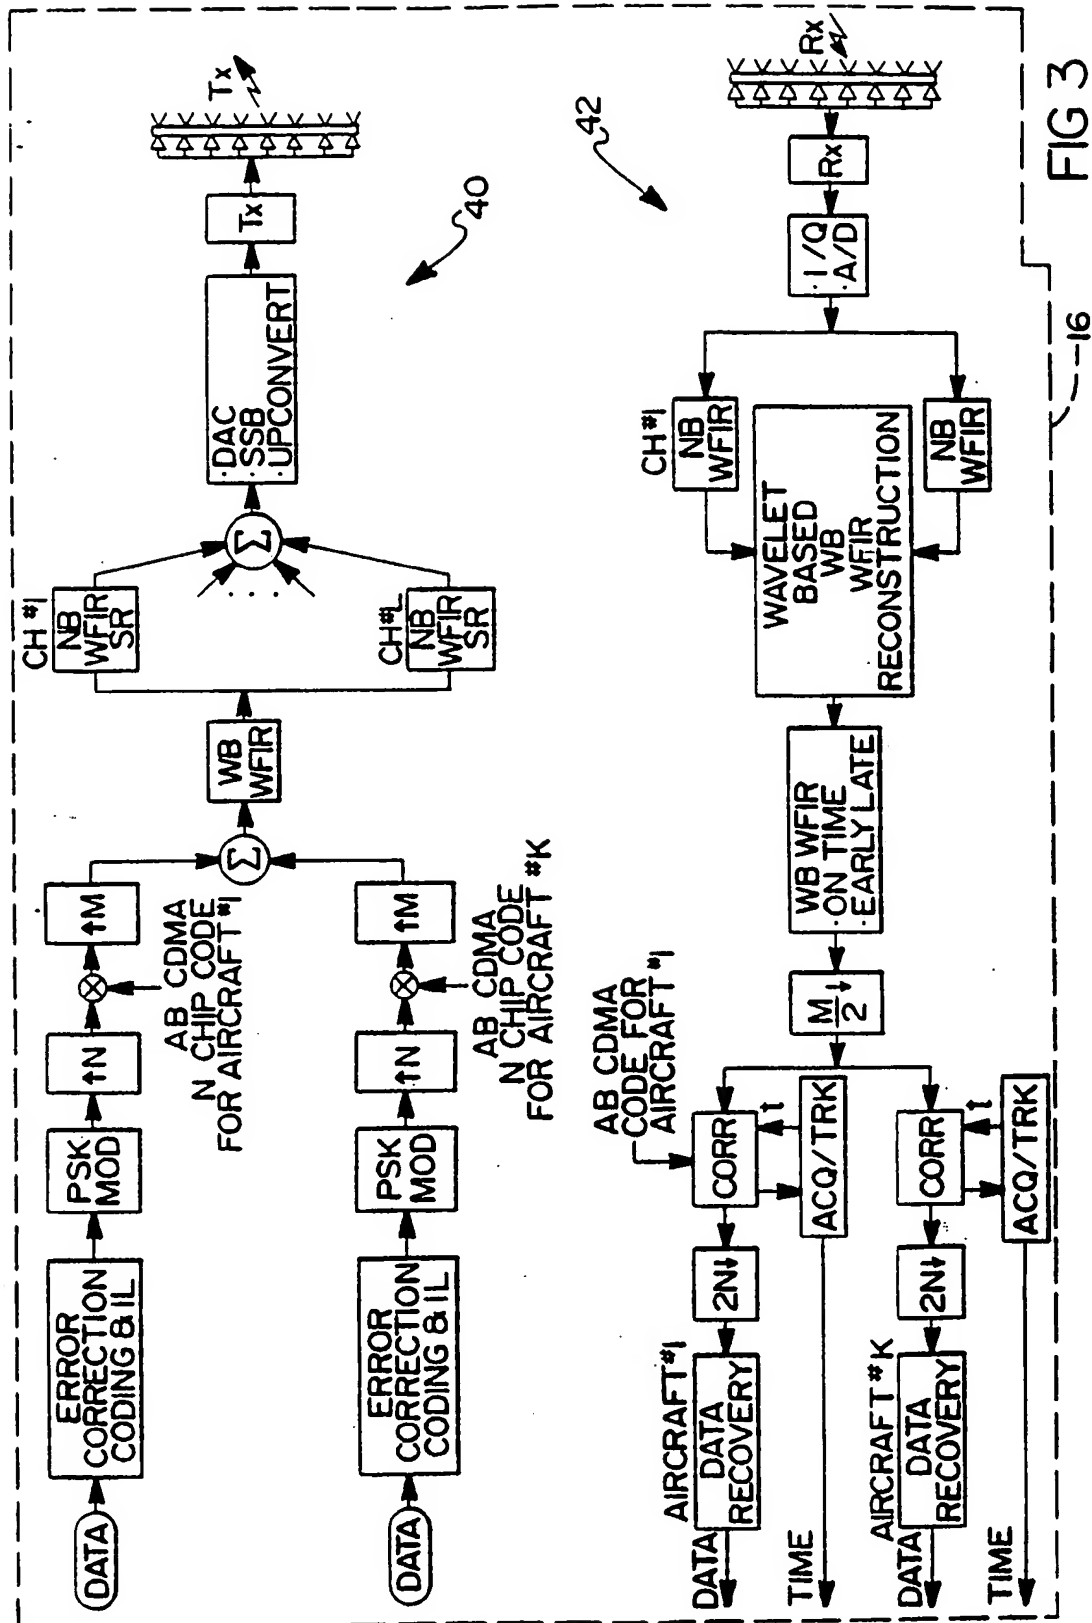 DATA
ERROR
CORRECTION
CODING & IL
PSK
MOD
↑N
AB CDMA
N CHIP CODE
FOR AIRCRAFT #1
↑M
DATA
ERROR
CORRECTION
CODING & IL
PSK
MOD
↑N
AB CDMA
N CHIP CODE
FOR AIRCRAFT #K
↑M
Σ
WB
WFIR
CH #1
NB
WFIR
SR
. . .
CH #L
NB
WFIR
SR
Σ
·DAC
SSB
·UPCONVERT
Tx
Tx
40
42
Rx
Rx
·I/Q
·A/D
CH #1
NB
WFIR
NB
WFIR
WAVELET
BASED
WB
WFIR
RECONSTRUCTION
WB WFIR
·ON TIME
·EARLY LATE
M↓
2
AB CDMA
CODE FOR
AIRCRAFT #1
CORR
t
ACQ/TRK
2N↓
AIRCRAFT #1
DATA
RECOVERY
DATA
TIME
CORR
t
ACQ/TRK
2N↓
AIRCRAFT #K
DATA
RECOVERY
DATA
TIME
16
FIG 3